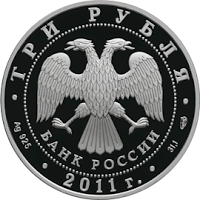 ТРИ РУБЛЯ
Ag 925
31,1
БАНК РОССИИ
2011 г.